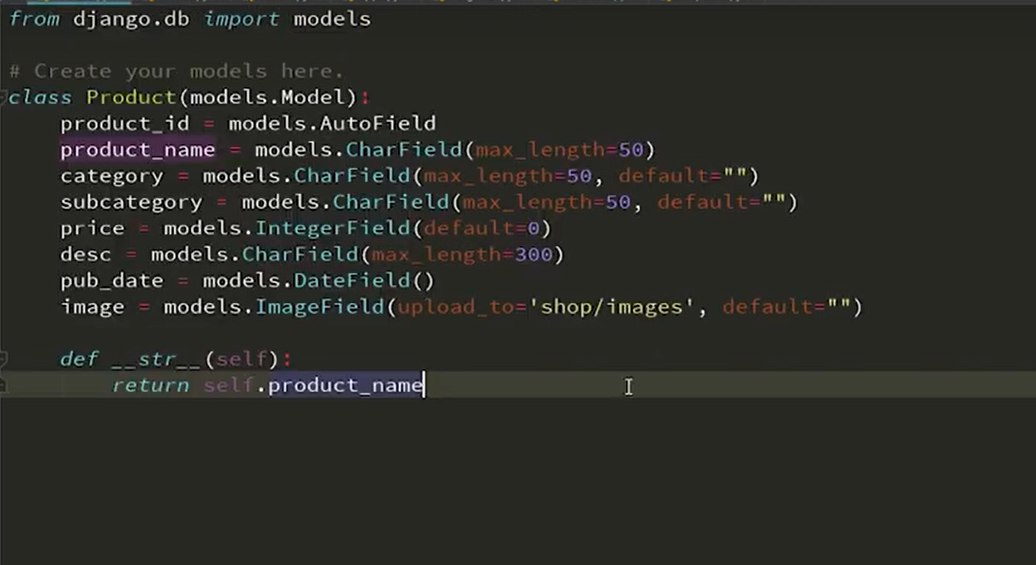 from django.db import models
# Create your models here.
class Product(models.Model):
    product_id = models.AutoField
    product_name = models.CharField(max_length=50)
    category = models.CharField(max_length=50, default="")
    subcategory = models.CharField(max_length=50, default="")
    price = models.IntegerField(default=0)
    desc = models.CharField(max_length=300)
    pub_date = models.DateField()
    image = models.ImageField(upload_to='shop/images', default="")
    def __str__(self):
        return self.product_name